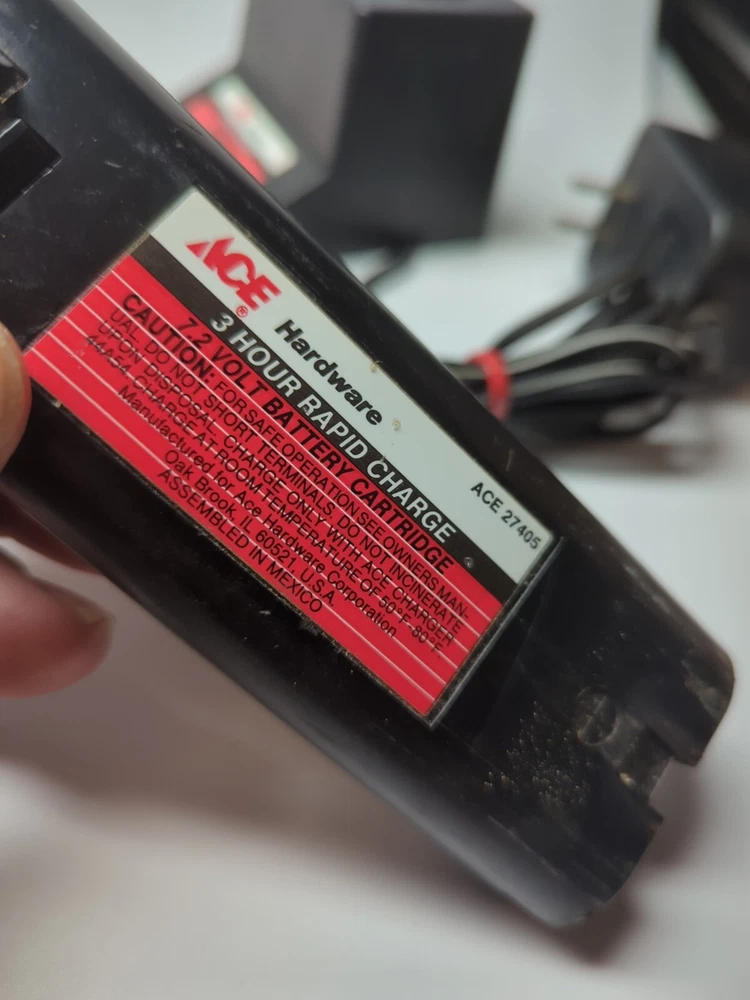 ACE®
Hardware
ACE 27405
3 HOUR RAPID CHARGE
7.2 VOLT BATTERY CARTRIDGE
CAUTION: FOR SAFE OPERATION SEE OWNERS MAN-
UAL. DO NOT SHORT TERMINALS. DO NOT INCINERATE
UPON DISPOSAL. CHARGE ONLY WITH ACE CHARGER
CHARGE AT ROOM TEMPERATURE OF 50°F-80°F.
Manufactured for Ace Hardware Corporation
Oak Brook, IL 60521, U.S.A.
ASSEMBLED IN MEXICO